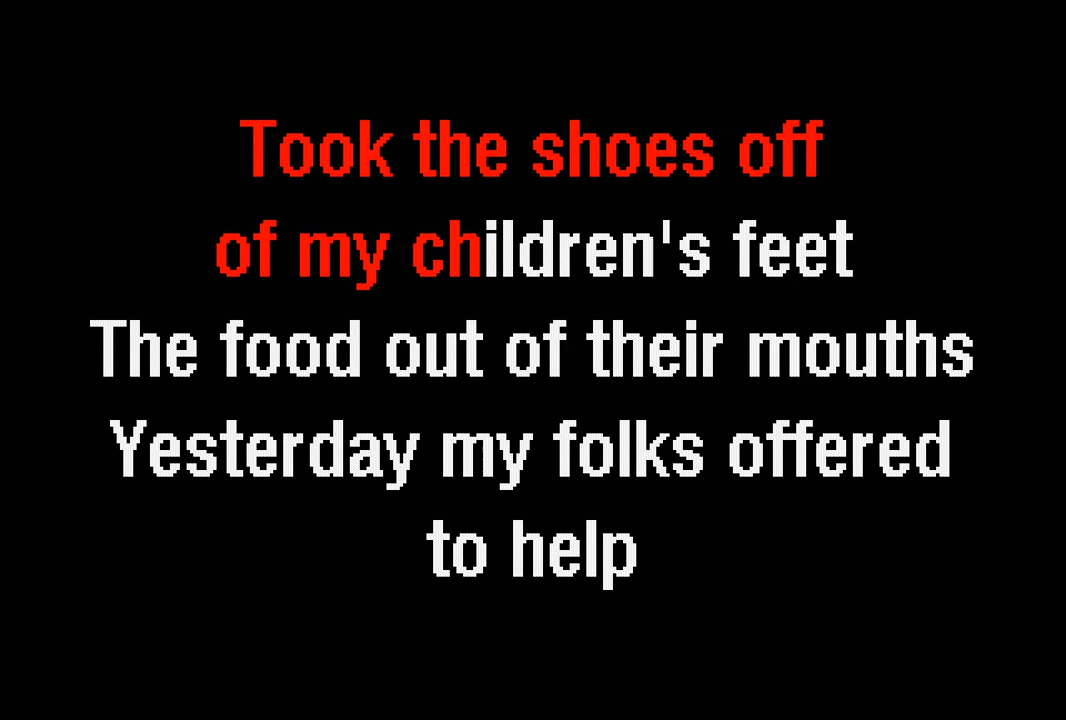 Took the shoes off
of my children's feet
The food out of their mouths
Yesterday my folks offered
to help